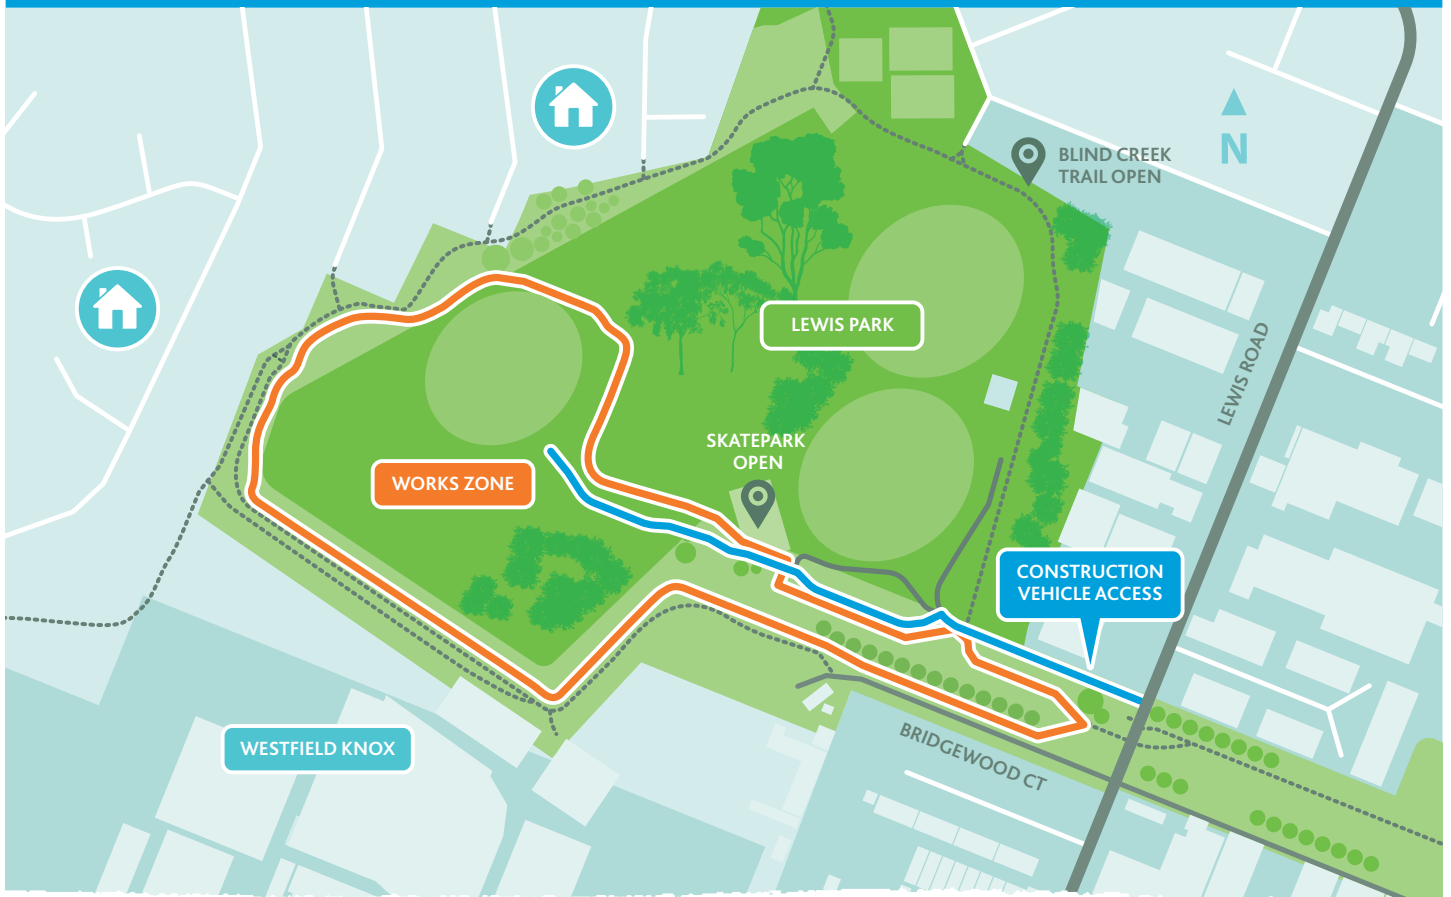 N
BLIND CREEK
TRAIL OPEN
LEWIS PARK
LEWIS ROAD
SKATEPARK
OPEN
WORKS ZONE
CONSTRUCTION
VEHICLE ACCESS
WESTFIELD KNOX
BRIDGEWOOD CT